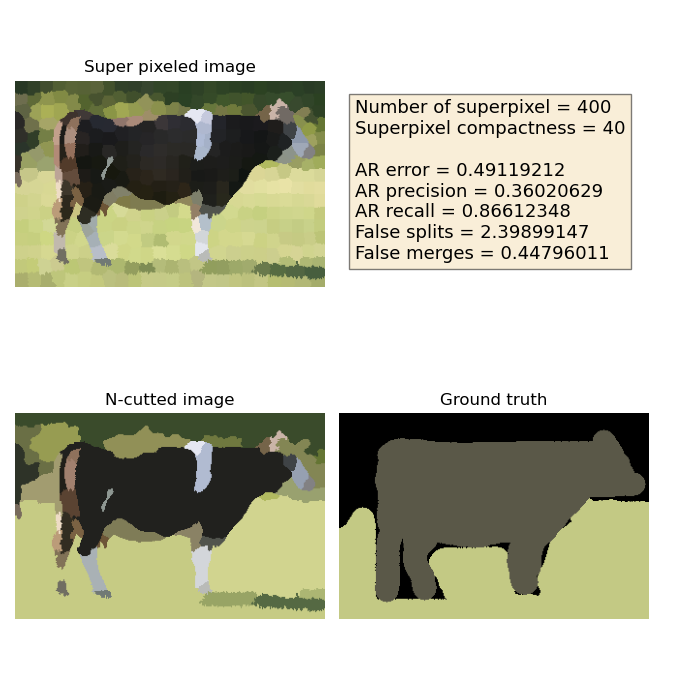 Super pixeled image
Number of superpixel = 400
Superpixel compactness = 40
AR error = 0.49119212
AR precision = 0.36020629
AR recall = 0.86612348
False splits = 2.39899147
False merges = 0.44796011
N-cutted image
Ground truth